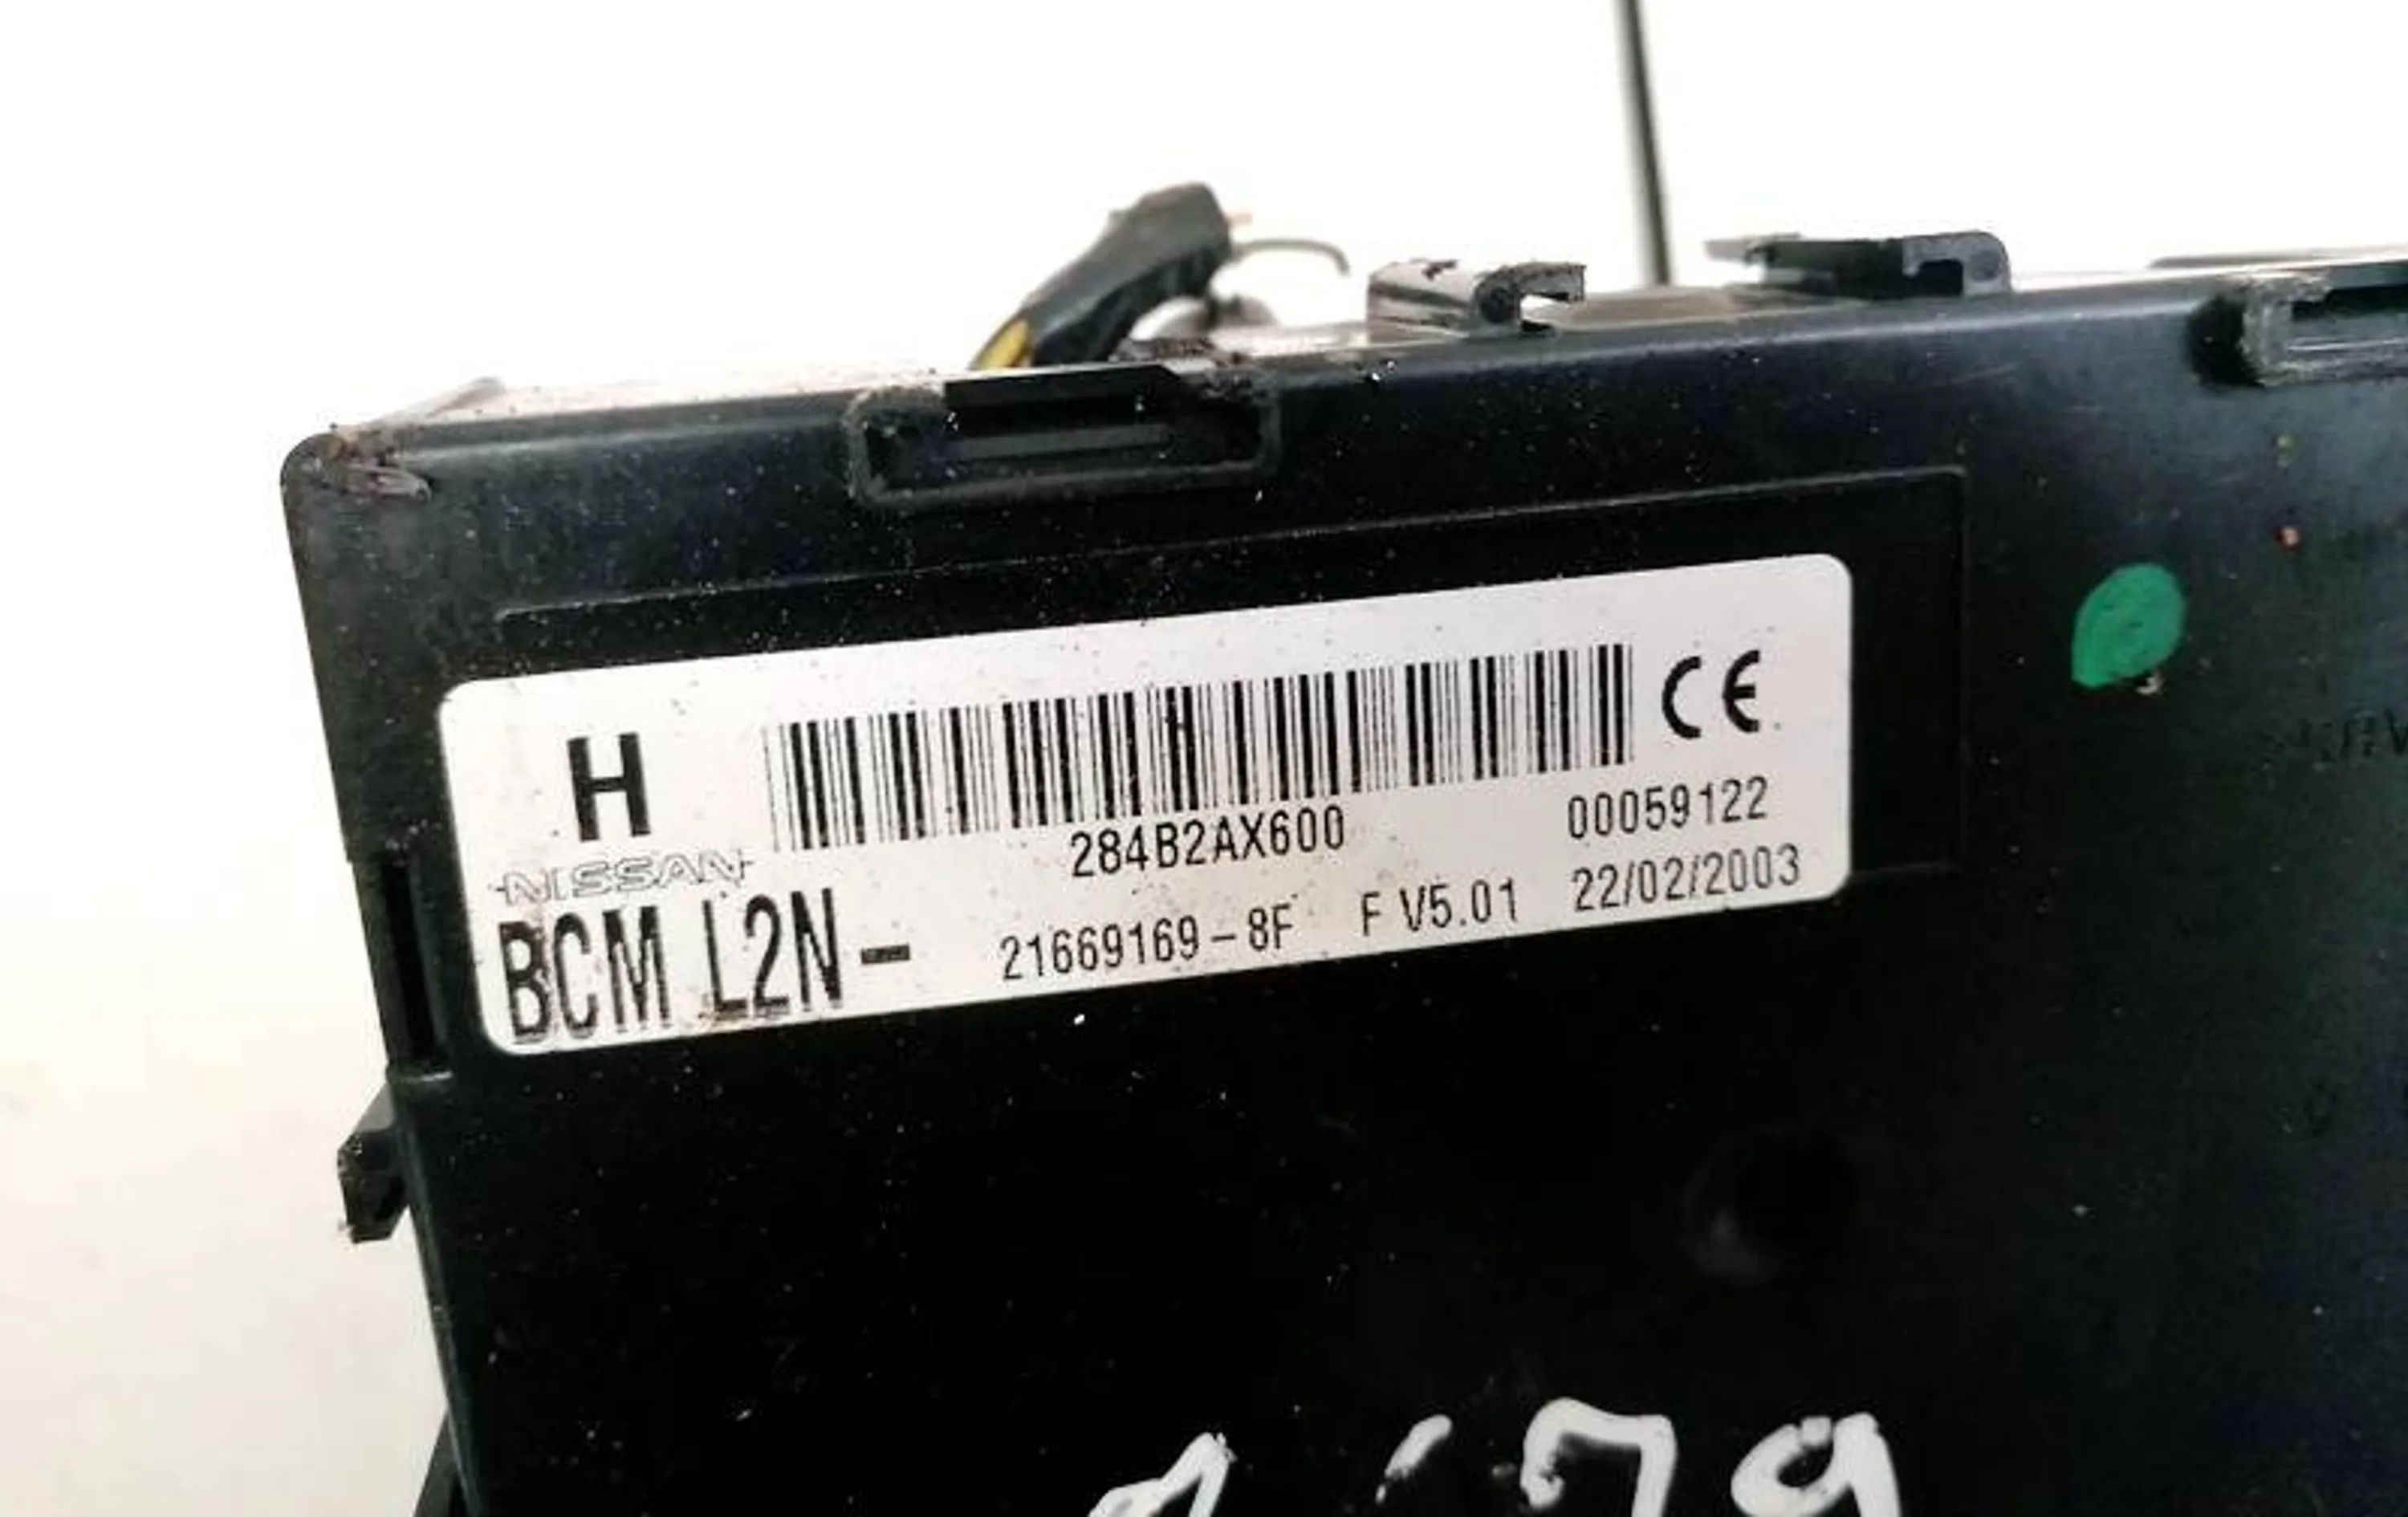 H
284B2AX600
00059122
NISSAN
BCM L2N- 21669169-8F F V5.01 22/02/2003
CE